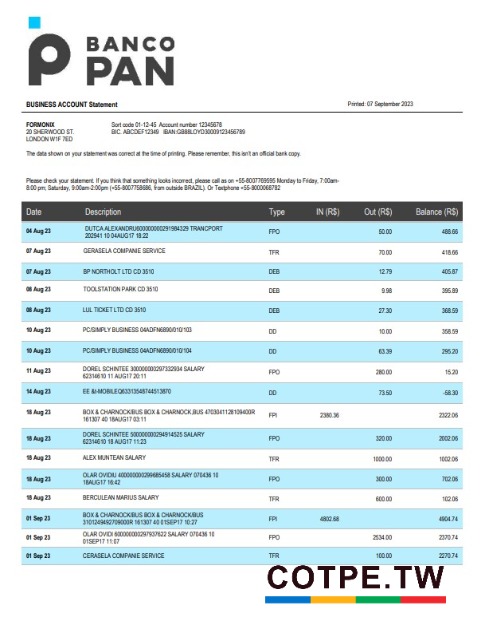 BANCO
PAN
BUSINESS ACCOUNT Statement Printed: 07 September 2023
FORMONIX Sort code 01-12-45 Account number 12345678
20 SHERWOOD ST. BIC. ABCDEF12349 IBAN:GB88LOYD30009123456789
LONDON W1F 7ED
The data shown on your statement was correct at the time of printing. Please remember, this isn't an official bank copy.
Please check your statement. If you think that something looks incorrect, please call as on +55-8007769595 Monday to Friday, 7:00am-
8:00 pm; Saturday, 9:00am-2:00pm (+55-8007758686, from outside BRAZIL). Or Textphone +55-8000068782
Date Description Type IN (R$) Out (R$) Balance (R$)
04 Aug 23 DUTCA ALEXANDRU600000000291984329 TRANCPORT FPO 50.00 488.66
202941 10 04AUG17 18:22
07 Aug 23 GERASELA COMPANIE SERVICE TFR 70.00 418.66
07 Aug 23 BP NORTHOLT LTD CD 3510 DEB 12.79 405.87
08 Aug 23 TOOLSTATION PARK CD 3510 DEB 9.98 395.89
08 Aug 23 LUL TICKET LTD CD 3510 DEB 27.30 368.59
10 Aug 23 PC/SIMPLY BUSINESS 04ADFN6890/010103 DD 10.00 358.59
10 Aug 23 PC/SIMPLY BUSINESS 04ADFN6890/010104 DD 63.39 295.20
11 Aug 23 DOREL SCHINTEE 300000000297332934 SALARY FPO 280.00 15.20
62314610 11 AUG17 20:11
14 Aug 23 EE &I-MOBILEQ63313548744513870 DD 73.50 -58.30
18 Aug 23 BOX & CHARNOCK/BUS BOX & CHARNOCK.BUS 4703041128109400R FPI 2380.36 2322.06
161307 40 18AUG17 03:11
18 Aug 23 DOREL SCHINTEE 500000000294914525 SALARY FPO 320.00 2002.06
62314610 18 AUG17 11:23
18 Aug 23 ALEX MUNTEAN SALARY TFR 1000.00 1002.06
18 Aug 23 OLAR OVIDIU 400000000299685458 SALARY 070436 10 FPO 300.00 702.06
18AUG17 16:42
18 Aug 23 BERCULEAN MARIUS SALARY TFR 600.00 102.06
01 Sep 23 BOX & CHARNOCK/BUS BOX & CHARNOCK/BUS FPI 4802.68 4904.74
3101249492709000R 161307 40 01SEP17 10:27
01 Sep 23 OLAR OVIDI 600000000297937622 SALARY 070436 10 FPO 2534.00 2370.74
01SEP17 11:07
01 Sep 23 CERASELA COMPANIE SERVICE TFR 100.00 2270.74
COTPE.TW